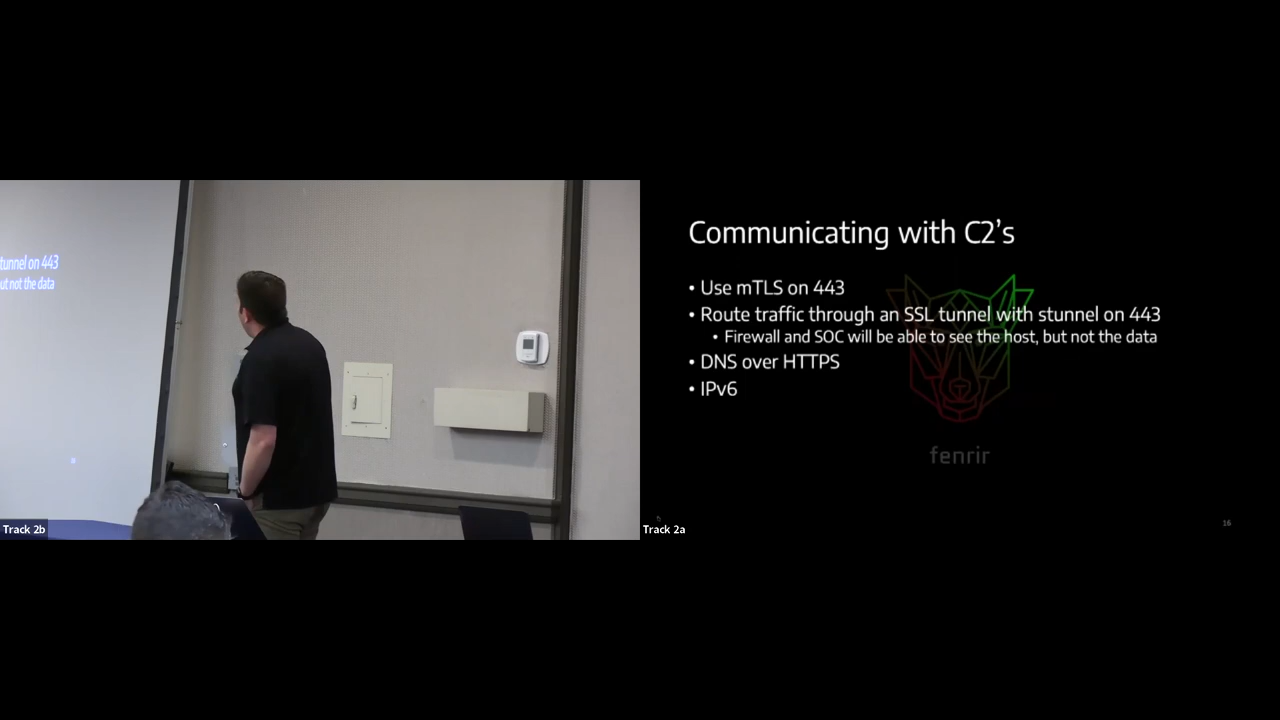 tunnel on 443
ut not the data
Track 2b
Communicating with C2's
• Use mTLS on 443
• Route traffic through an SSL tunnel with stunnel on 443
• Firewall and SOC will be able to see the host, but not the data
• DNS over HTTPS
• IPv6
fenrir
Track 2a
16